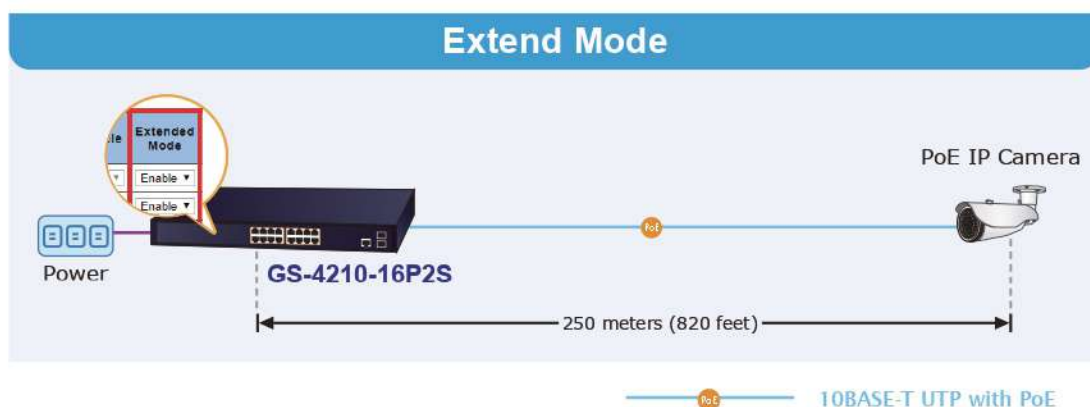 Extend Mode
le
Extended
Mode
Enable
Enable
PoE IP Camera
PoE
Power
GS-4210-16P2S
250 meters (820 feet)
PoE
10BASE-T UTP with PoE